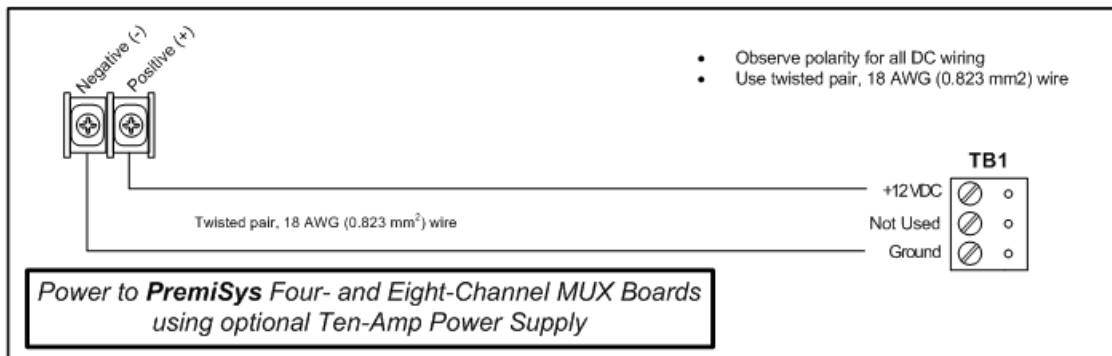 Negative (-)
Positive (+)
• Observe polarity for all DC wiring
• Use twisted pair, 18 AWG (0.823 mm2) wire
TB1
+12VDC
Not Used
Ground
Twisted pair, 18 AWG (0.823 mm²) wire
Power to PremiSys Four- and Eight-Channel MUX Boards
using optional Ten-Amp Power Supply